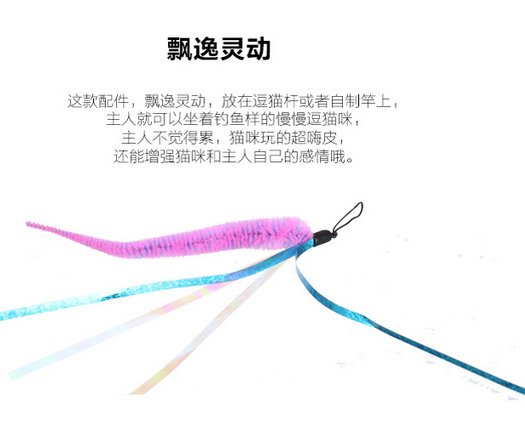 飘逸灵动
这款配件，飘逸灵动，放在逗猫杆或者自制竿上，
主人就可以坐着钓鱼样的慢慢逗猫咪，
主人不觉得累，猫咪玩的超嗨皮，
还能增强猫咪和主人自己的感情哦。